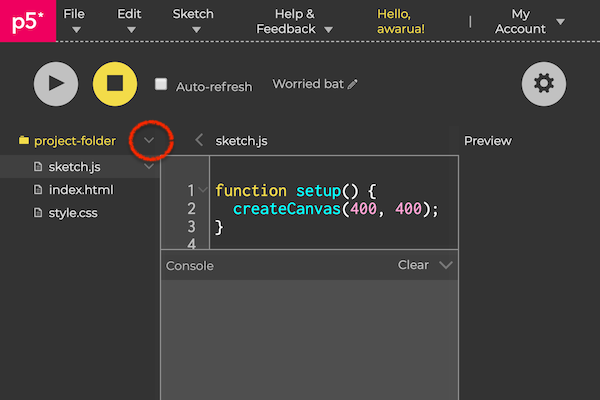 p5*
File
Edit
Sketch
Help &
Feedback
Hello,
awarua!
|
My
Account
Auto-refresh
Worried bat
project-folder
sketch.js
Preview
sketch.js
index.html
style.css
1
function setup() {
2
createCanvas(400, 400);
3
}
4
Console
Clear